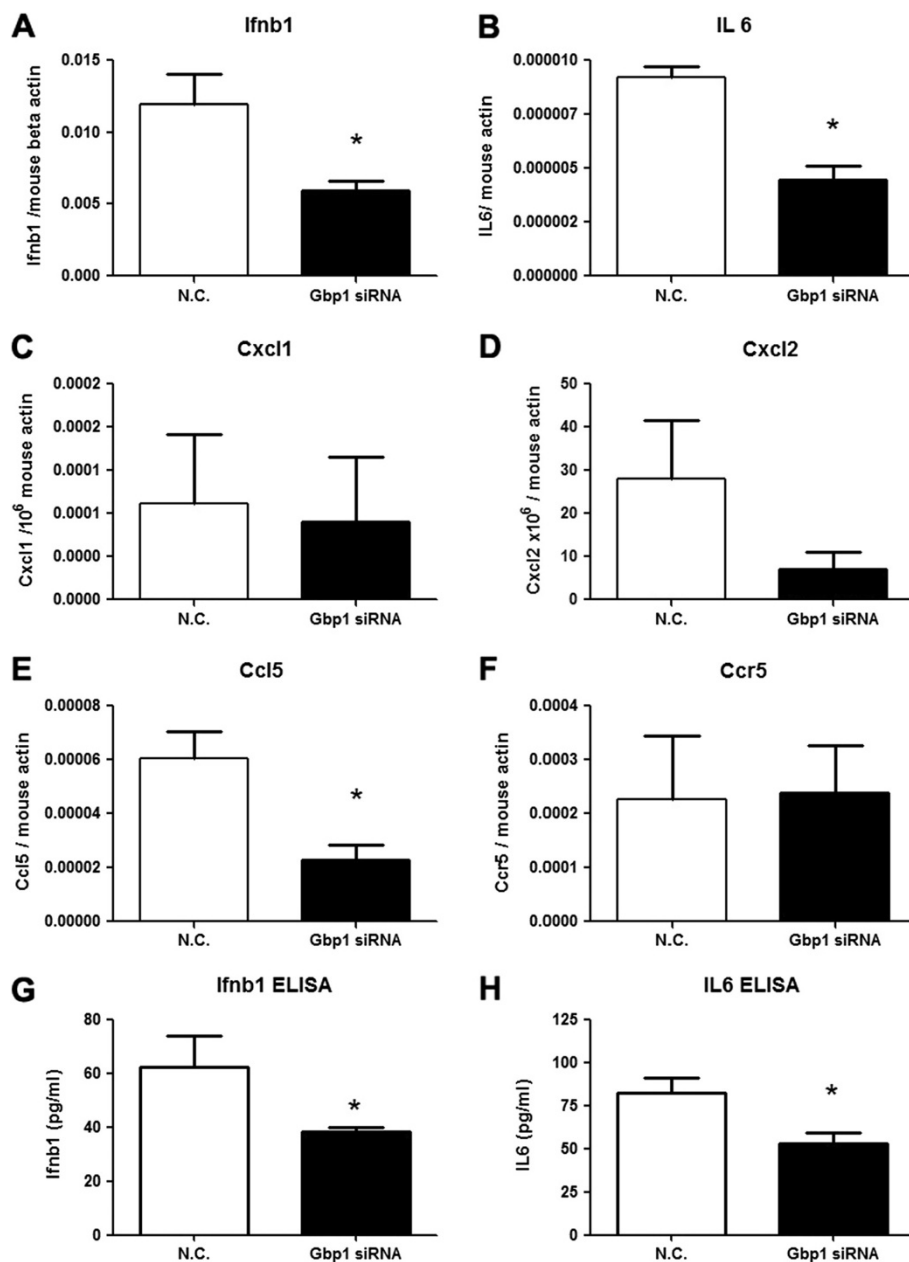 A
Ifnb1
Ifnb1 /mouse beta actin
0.015
0.010
0.005
0.000
*
N.C.
Gbp1 siRNA
B
IL 6
IL6/ mouse actin
0.000010
0.000007
0.000005
0.000002
0.000000
*
N.C.
Gbp1 siRNA
C
Cxcl1
Cxcl1 /10⁶ mouse actin
0.0002
0.0002
0.0001
0.0001
0.0000
0.0000
N.C.
Gbp1 siRNA
D
Cxcl2
Cxcl2 x10⁶ / mouse actin
50
40
30
20
10
0
N.C.
Gbp1 siRNA
E
Ccl5
Ccl5 / mouse actin
0.00008
0.00006
0.00004
0.00002
0.00000
*
N.C.
Gbp1 siRNA
F
Ccr5
Ccr5 / mouse actin
0.0004
0.0003
0.0002
0.0001
0.0000
N.C.
Gbp1 siRNA
G
Ifnb1 ELISA
Ifnb1 (pg/ml)
80
60
40
20
0
*
N.C.
Gbp1 siRNA
H
IL6 ELISA
IL6 (pg/ml)
125
100
75
50
25
0
*
N.C.
Gbp1 siRNA